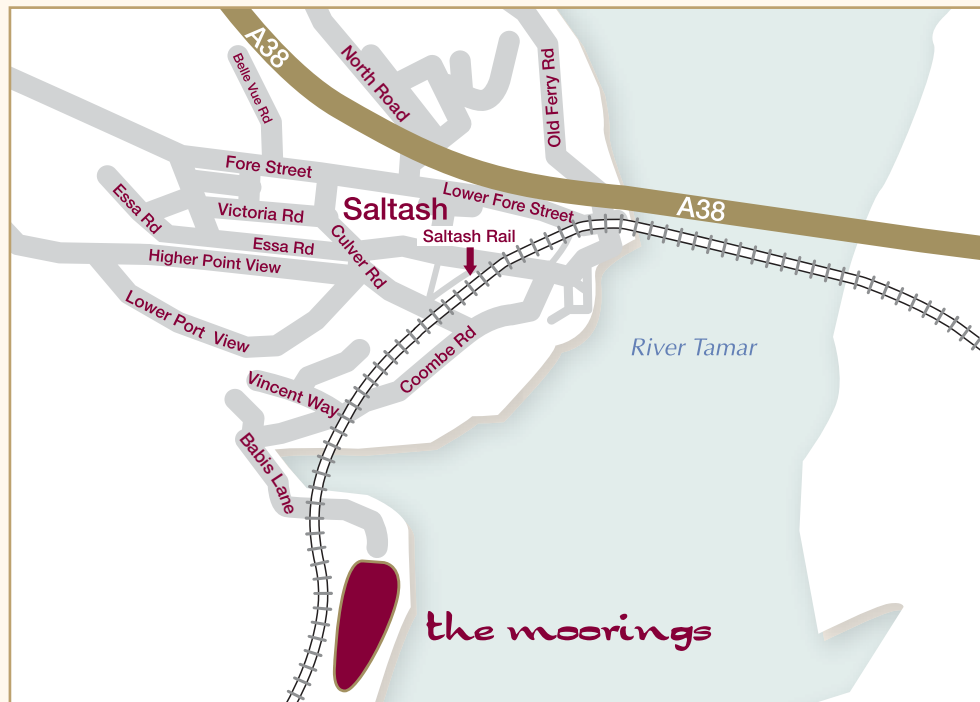 A38
Belle Vue Rd
North Road
Old Ferry Rd
Fore Street
Lower Fore Street
A38
Essa Rd
Victoria Rd
Saltash
Saltash Rail
Essa Rd
Culver Rd
Higher Point View
Lower Port View
River Tamar
Coombe Rd
Vincent Way
Babis Lane
the moorings